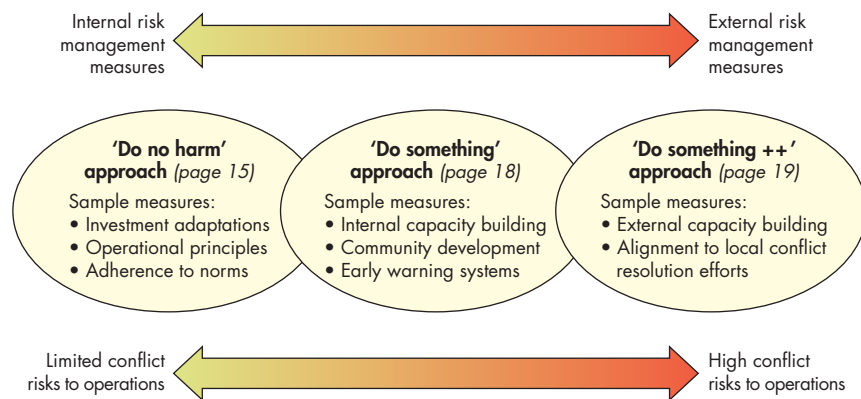 Internal risk
management
measures
External risk
management
measures
‘Do no harm’
approach (page 15)
Sample measures:
• Investment adaptations
• Operational principles
• Adherence to norms
‘Do something’
approach (page 18)
Sample measures:
• Internal capacity building
• Community development
• Early warning systems
‘Do something ++’
approach (page 19)
Sample measures:
• External capacity building
• Alignment to local conflict
resolution efforts
Limited conflict
risks to operations
High conflict
risks to operations